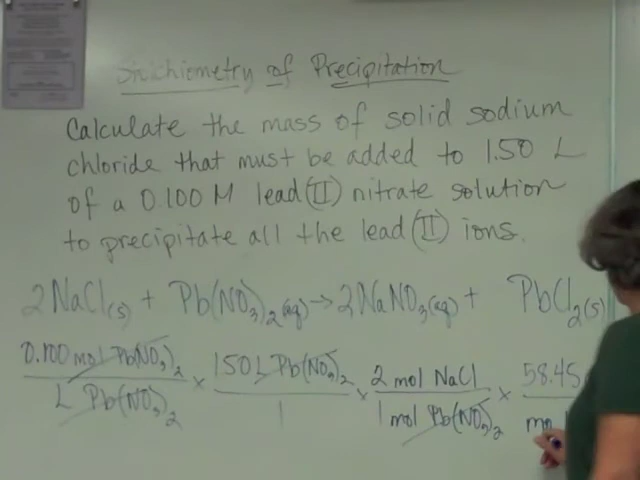 Stoichiometry of Precipitation
Calculate the mass of solid sodium
chloride that must be added to 1.50 L
of a 0.100 M lead (II) nitrate solution
to precipitate all the lead (II) ions.
2NaCl(s) + Pb(NO₃)₂(aq) → 2NaNO₃(aq) + PbCl₂(s)
0.100 mol Pb(NO₃)₂ × 1.50 L Pb(NO₃)₂ × 2 mol NaCl × 58.45
L Pb(NO₃)₂ 1 1 mol Pb(NO₃)₂ mo